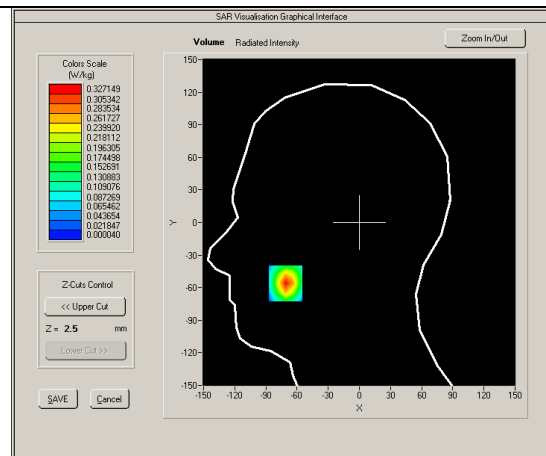 SAR Visualisation Graphical Interface
Volume Radiated Intensity
Zoom In/Out
Colors Scale
(W/kg)
0.327149
0.305342
0.283534
0.261727
0.239920
0.218112
0.196305
0.174498
0.152691
0.130883
0.109076
0.087269
0.065462
0.043654
0.021847
0.000040
Z-Cuts Control
<< Upper Cut
Z = 2.5 mm
Lower Cut >>
SAVE Cancel
150
120
90
60
30
0
-30
-60
-90
-120
-150
Y
-150 -120 -90 -60 -30 0 30 60 90 120 150
X